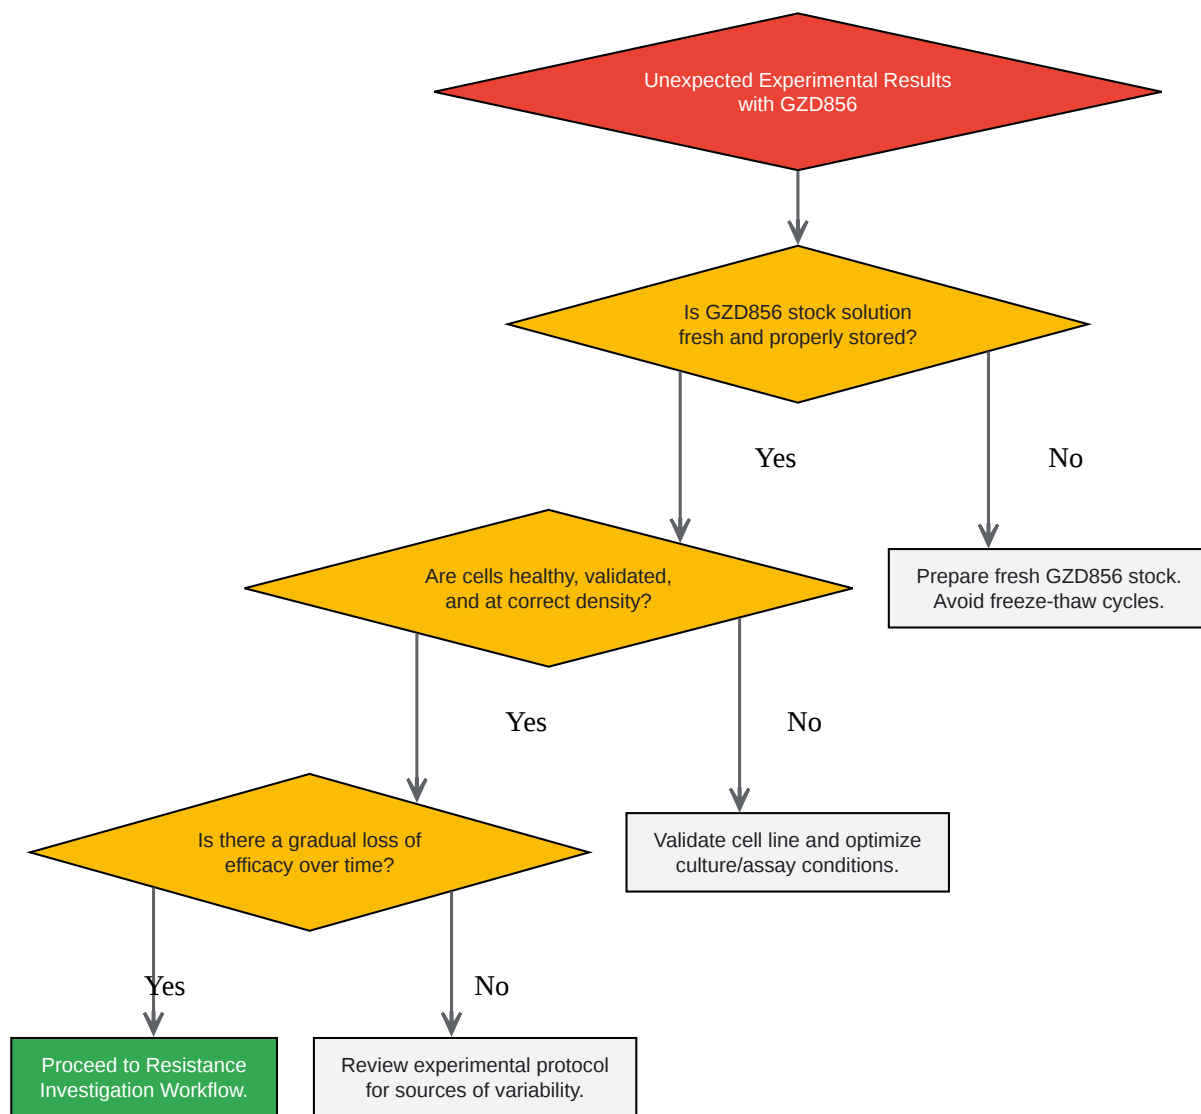 Unexpected Experimental Results
with GZD856
Is GZD856 stock solution
fresh and properly stored?
Yes
No
Are cells healthy, validated,
and at correct density?
Prepare fresh GZD856 stock.
Avoid freeze-thaw cycles.
Yes
No
Is there a gradual loss of
efficacy over time?
Validate cell line and optimize
culture/assay conditions.
Yes
No
Proceed to Resistance
Investigation Workflow.
Review experimental protocol
for sources of variability.